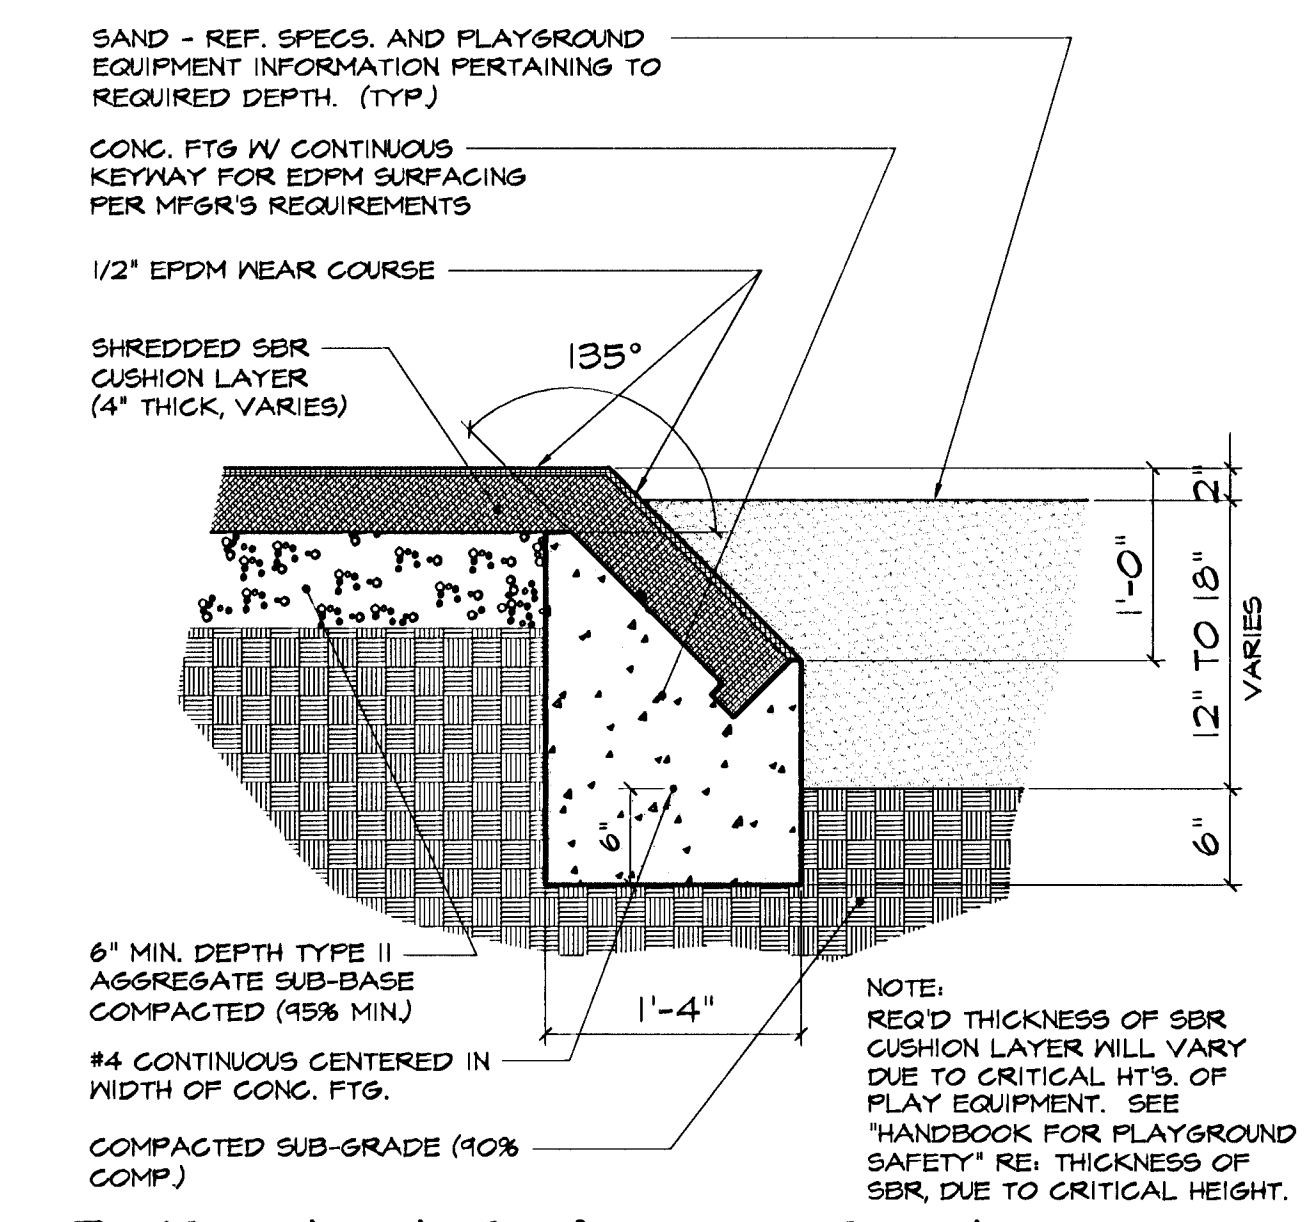 SAND - REF. SPECS. AND PLAYGROUND
EQUIPMENT INFORMATION PERTAINING TO
REQUIRED DEPTH. (TYP.)
CONC. FTG W/ CONTINUOUS
KEYWAY FOR EDPM SURFACING
PER MFGR'S REQUIREMENTS
1/2" EPDM WEAR COURSE
SHREDDED SBR
CUSHION LAYER
(4" THICK, VARIES)
135°
2"
1'-0"
12" TO 18"
VARIES
6"
6"
1'-4"
6" MIN. DEPTH TYPE II
AGGREGATE SUB-BASE
COMPACTED (95% MIN.)
#4 CONTINUOUS CENTERED IN
WIDTH OF CONC. FTG.
COMPACTED SUB-GRADE (90%
COMP.)
NOTE:
REQ'D THICKNESS OF SBR
CUSHION LAYER WILL VARY
DUE TO CRITICAL HT'S. OF
PLAY EQUIPMENT. SEE
"HANDBOOK FOR PLAYGROUND
SAFETY" RE: THICKNESS OF
SBR, DUE TO CRITICAL HEIGHT.